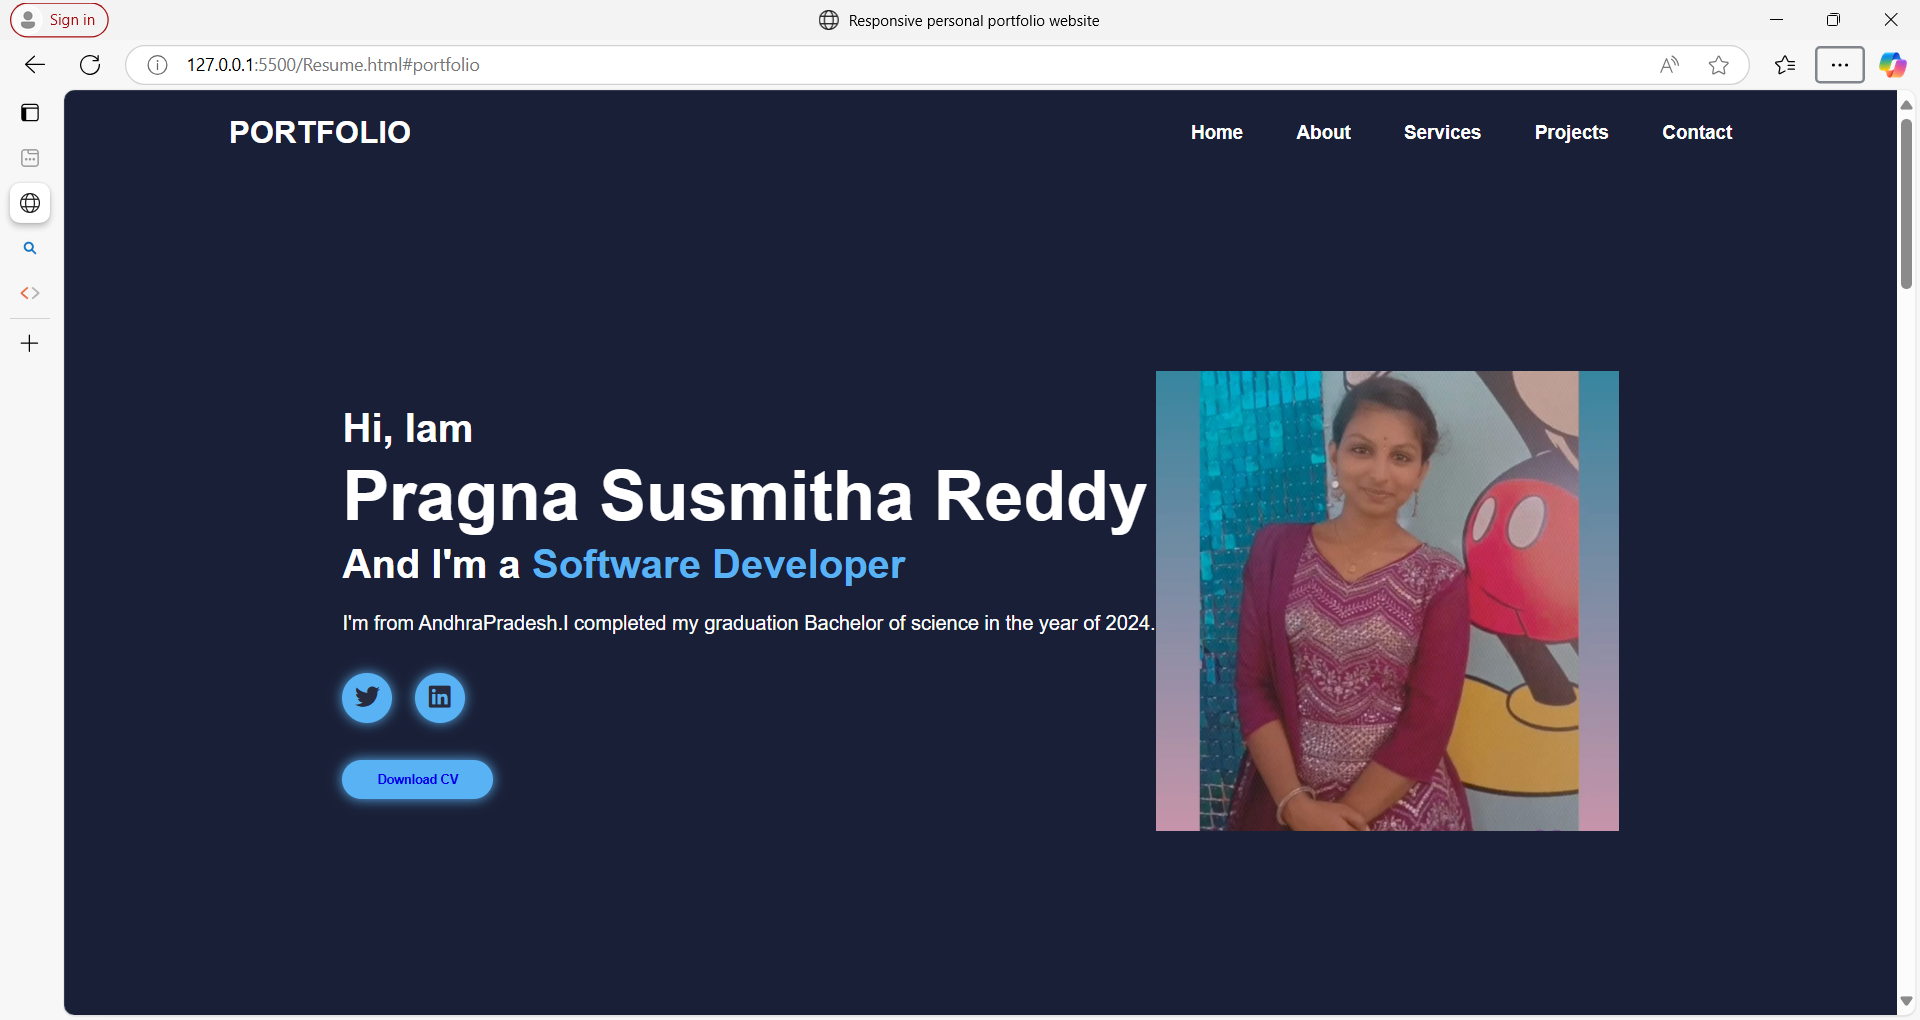 Sign in
Responsive personal portfolio website
127.0.0.1:5500/Resume.html#portfolio
PORTFOLIO
Home
About
Services
Projects
Contact
Hi, Iam
Pragna Susmitha Reddy
And I'm a Software Developer
I'm from AndhraPradesh.I completed my graduation Bachelor of science in the year of 2024.
in
Download CV